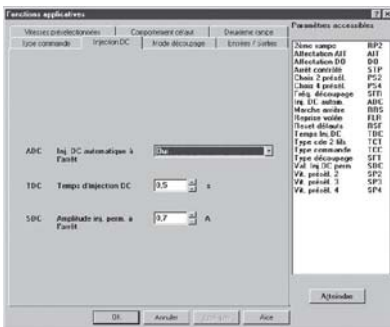 Fonctions applicatives
Vitesses présélectionnées
Comportement défaut
Deuxième rampe
Type commande
Injection DC
Mode découpage
Entrées / Sorties
ADC Inj. DC automatique à l'arrêt
Oui
TDC Temps d'injection DC 0,5 s
SDC Amplitude inj. perm. à l'arrêt 0,7 A
OK
Annuler
Aide
Paramètres accessibles
2ème rampe RP2
Affectation AIT AIT
Affectation DO DO
Arrêt contrôlé STP
Choix 2 présél. PS2
Choix 4 présél. PS4
Fréq. découpage SFR
Inj. DC autom. ADC
Marche arrière RRS
Reprise volée FLR
Reset défauts RSF
Temps Inj.DC TDC
Type cde 2 fils TCT
Type commande TCC
Type découpage SFT
Val. Inj DC perm SDC
Vit. présél. 2 SP2
Vit. présél. 3 SP3
Vit. présél. 4 SP4
Atteindre